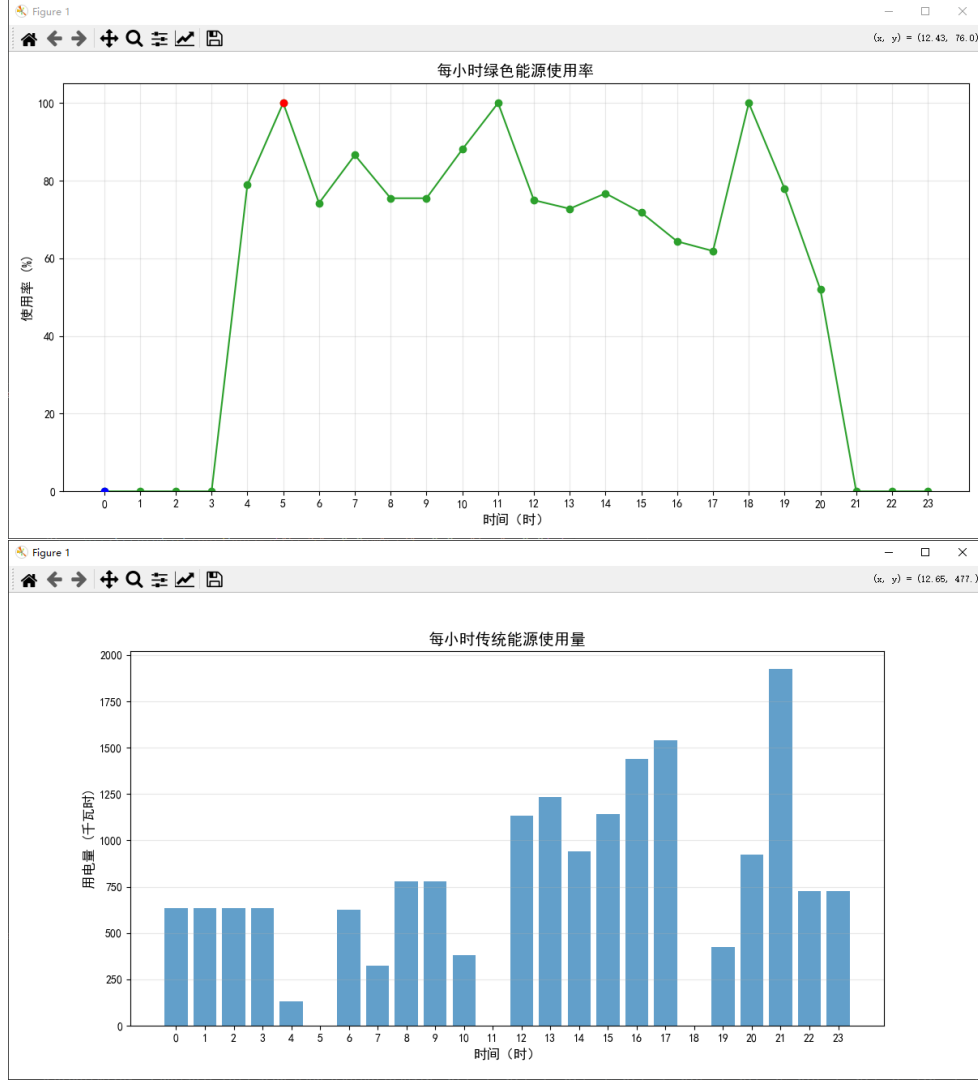 Figure 1
(x, y) = (12.43, 76.0)
每小时绿色能源使用率
100
80
60
40
20
0
使用率 (%)
0 1 2 3 4 5 6 7 8 9 10 11 12 13 14 15 16 17 18 19 20 21 22 23
时间（时）
Figure 1
(x, y) = (12.65, 477.)
每小时传统能源使用量
2000
1750
1500
1250
1000
750
500
250
0
用电量 (千瓦时)
0 1 2 3 4 5 6 7 8 9 10 11 12 13 14 15 16 17 18 19 20 21 22 23
时间（时）